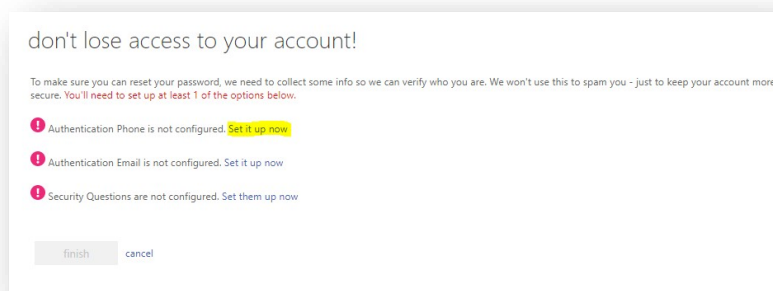 don't lose access to your account!
To make sure you can reset your password, we need to collect some info so we can verify who you are. We won't use this to spam you - just to keep your account more
secure. You'll need to set up at least 1 of the options below.
Authentication Phone is not configured. Set it up now
Authentication Email is not configured. Set it up now
Security Questions are not configured. Set them up now
finish cancel